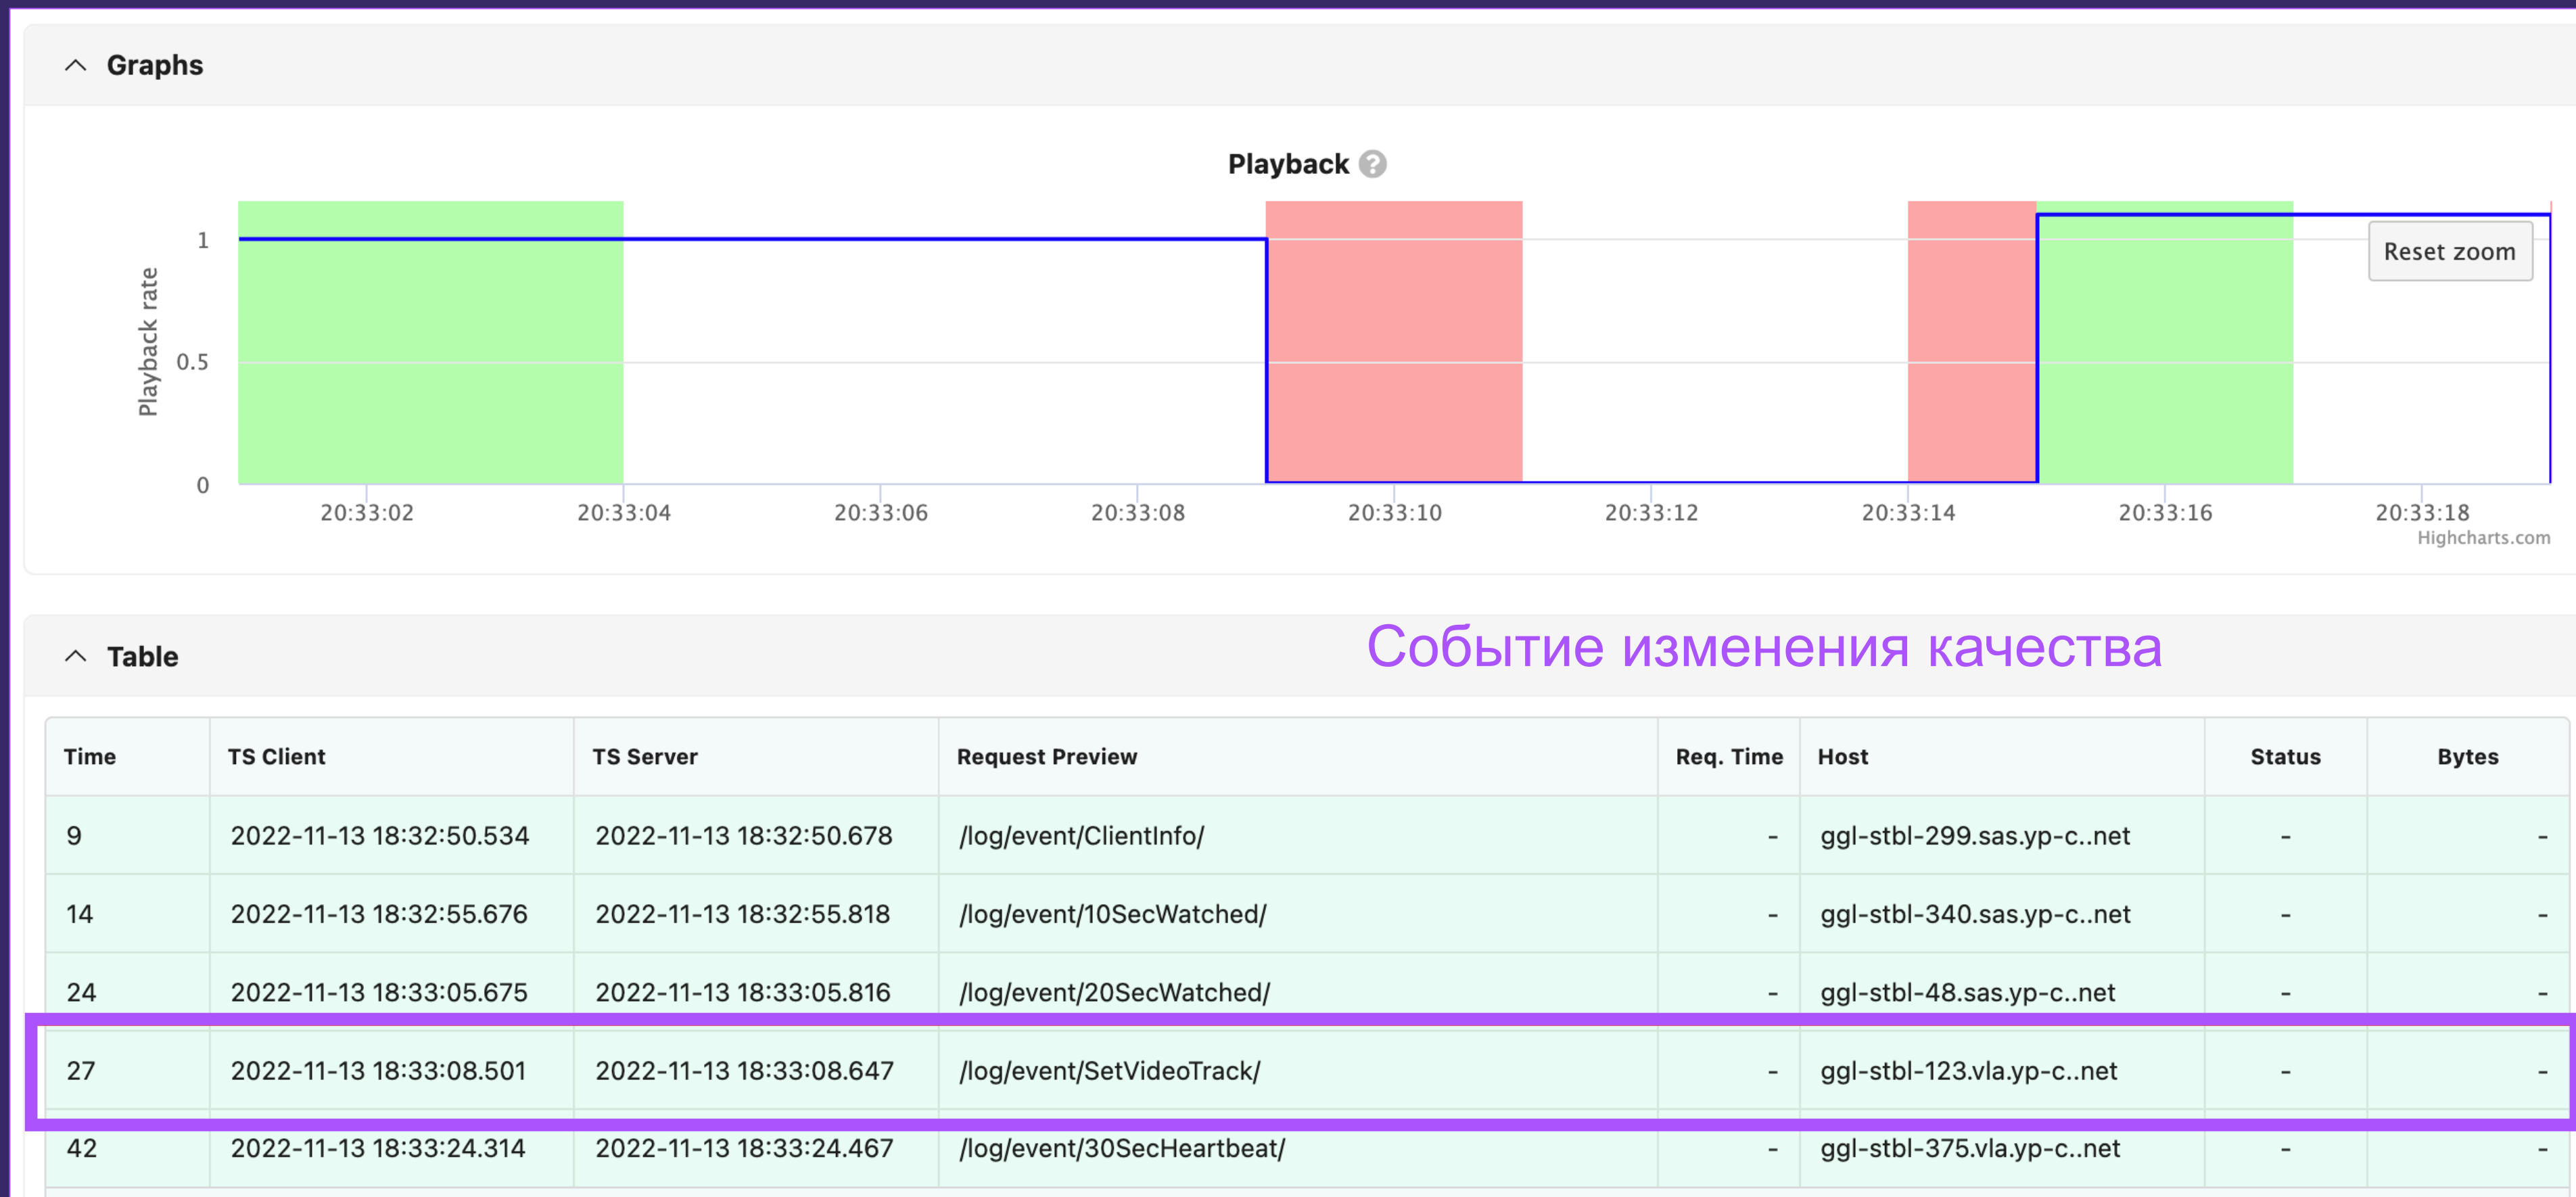 Graphs
Playback ?
Playback rate
1
0.5
0
Reset zoom
20:33:02 20:33:04 20:33:06 20:33:08 20:33:10 20:33:12 20:33:14 20:33:16 20:33:18
Highcharts.com
Table
Событие изменения качества
Time TS Client TS Server Request Preview Req. Time Host Status Bytes
9 2022-11-13 18:32:50.534 2022-11-13 18:32:50.678 /log/event/ClientInfo/ - ggl-stbl-299.sas.yp-c..net - -
14 2022-11-13 18:32:55.676 2022-11-13 18:32:55.818 /log/event/10SecWatched/ - ggl-stbl-340.sas.yp-c..net - -
24 2022-11-13 18:33:05.675 2022-11-13 18:33:05.816 /log/event/20SecWatched/ - ggl-stbl-48.sas.yp-c..net - -
27 2022-11-13 18:33:08.501 2022-11-13 18:33:08.647 /log/event/SetVideoTrack/ - ggl-stbl-123.vla.yp-c..net - -
42 2022-11-13 18:33:24.314 2022-11-13 18:33:24.467 /log/event/30SecHeartbeat/ - ggl-stbl-375.vla.yp-c..net - -